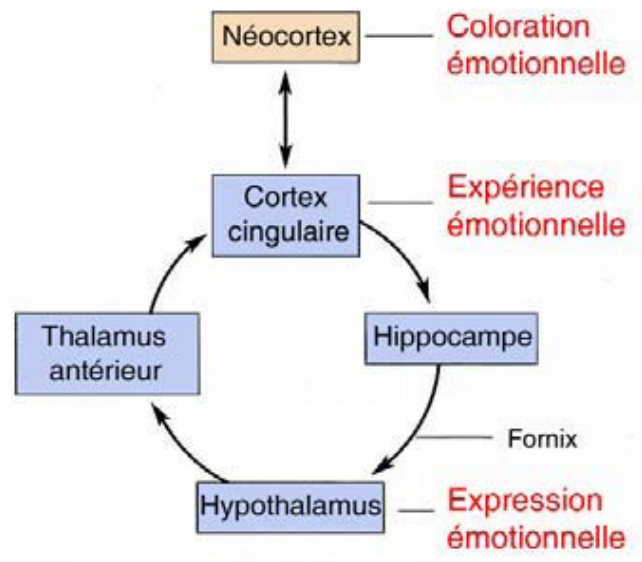 Néocortex
Coloration
émotionnelle
Cortex
cingulaire
Expérience
émotionnelle
Thalamus
antérieur
Hippocampe
Fornix
Hypothalamus
Expression
émotionnelle